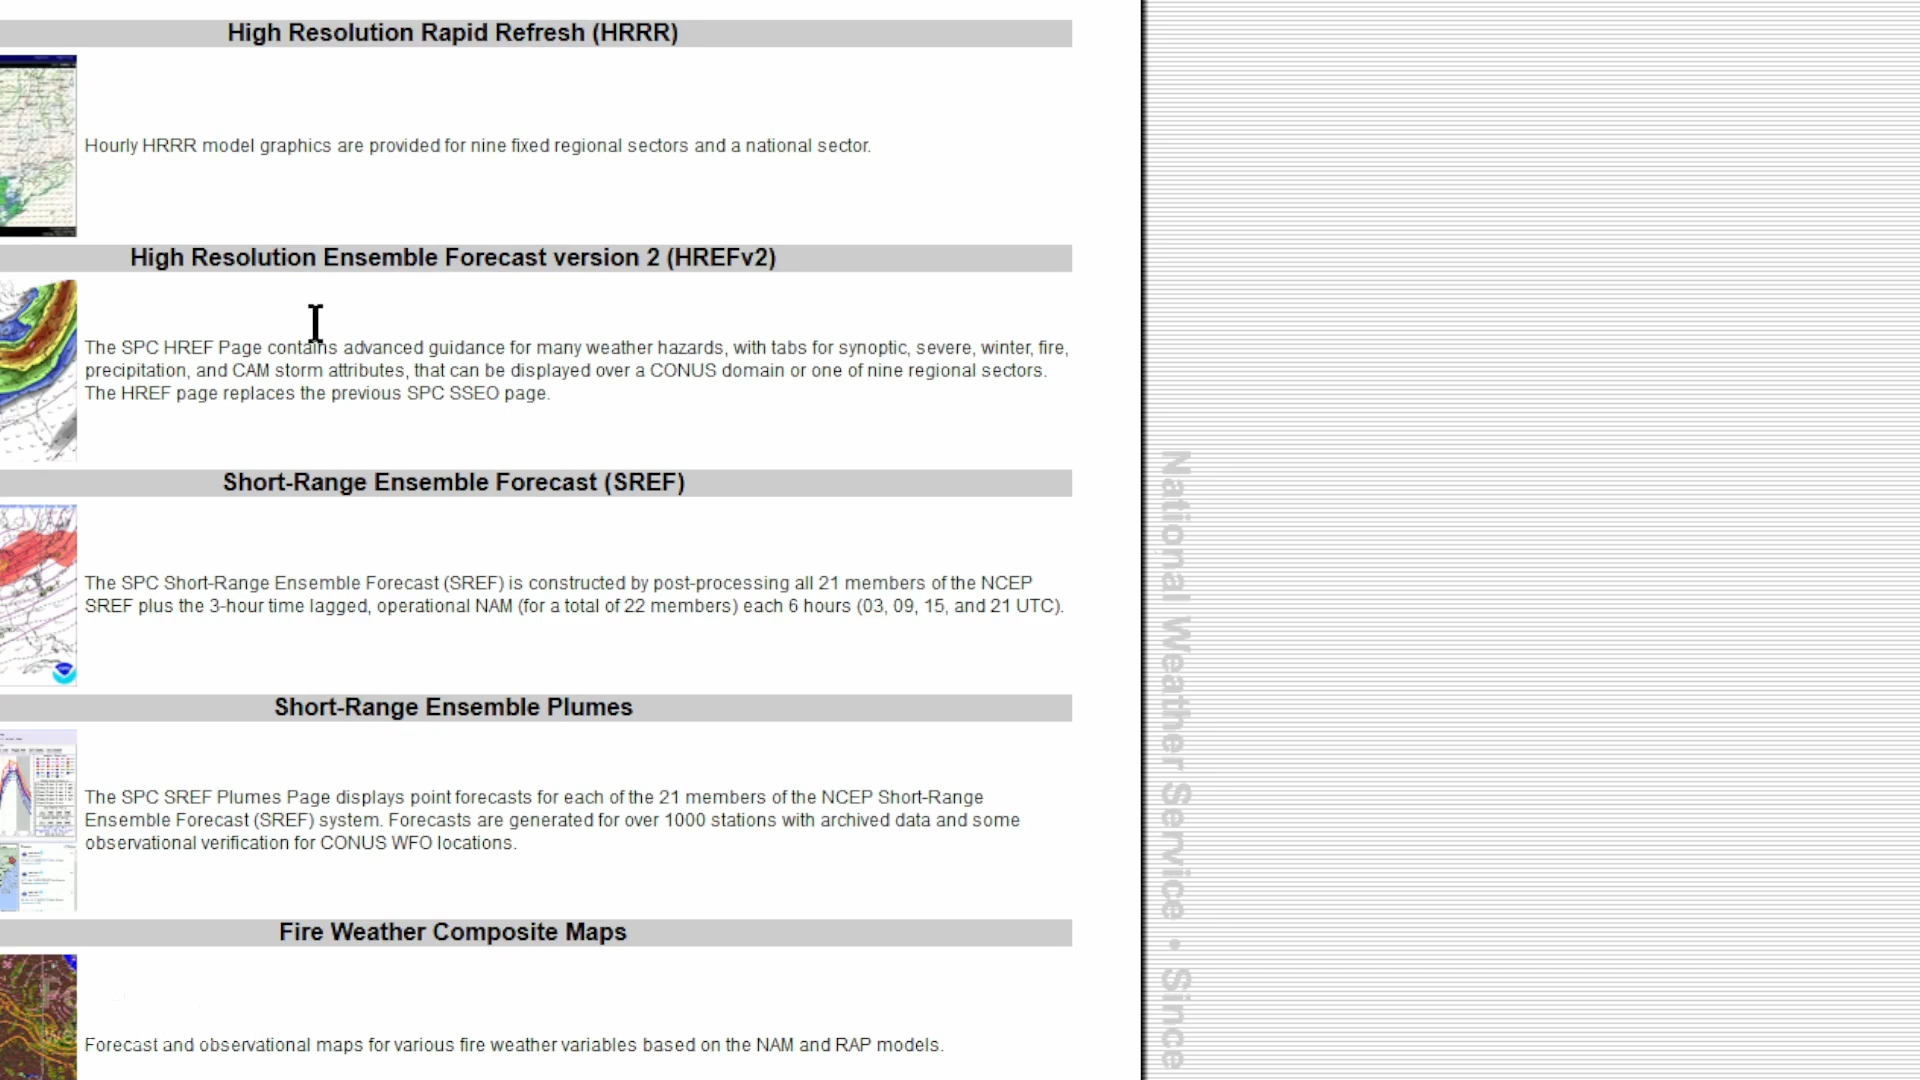 High Resolution Rapid Refresh (HRRR)
Hourly HRRR model graphics are provided for nine fixed regional sectors and a national sector.
High Resolution Ensemble Forecast version 2 (HREFv2)
The SPC HREF Page contains advanced guidance for many weather hazards, with tabs for synoptic, severe, winter, fire,
precipitation, and CAM storm attributes, that can be displayed over a CONUS domain or one of nine regional sectors.
The HREF page replaces the previous SPC SSEO page.
Short-Range Ensemble Forecast (SREF)
The SPC Short-Range Ensemble Forecast (SREF) is constructed by post-processing all 21 members of the NCEP
SREF plus the 3-hour time lagged, operational NAM (for a total of 22 members) each 6 hours (03, 09, 15, and 21 UTC).
Short-Range Ensemble Plumes
The SPC SREF Plumes Page displays point forecasts for each of the 21 members of the NCEP Short-Range
Ensemble Forecast (SREF) system. Forecasts are generated for over 1000 stations with archived data and some
observational verification for CONUS WFO locations.
Fire Weather Composite Maps
Forecast and observational maps for various fire weather variables based on the NAM and RAP models.
National Weather Service • Since